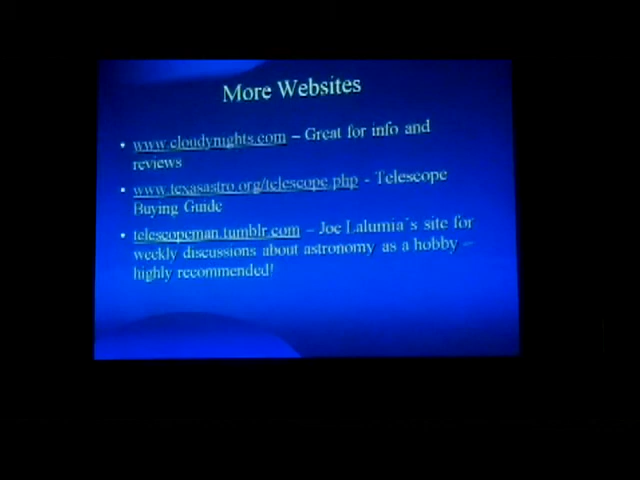 More Websites
• www.cloudynights.com – Great for info and
reviews
• www.texasastro.org/telescope.php - Telescope
Buying Guide
• telescopeman.tumblr.com – Joe Lalumia's site for
weekly discussions about astronomy as a hobby –
highly recommended!